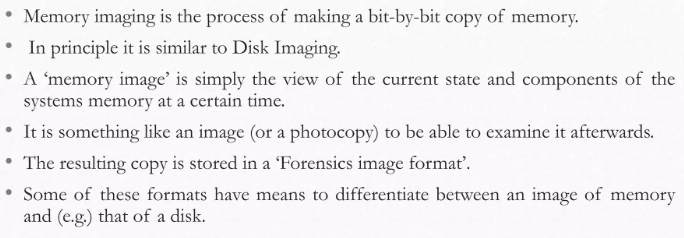 • Memory imaging is the process of making a bit-by-bit copy of memory.
• In principle it is similar to Disk Imaging.
• A ‘memory image’ is simply the view of the current state and components of the
systems memory at a certain time.
• It is something like an image (or a photocopy) to be able to examine it afterwards.
• The resulting copy is stored in a ‘Forensics image format’.
• Some of these formats have means to differentiate between an image of memory
and (e.g.) that of a disk.